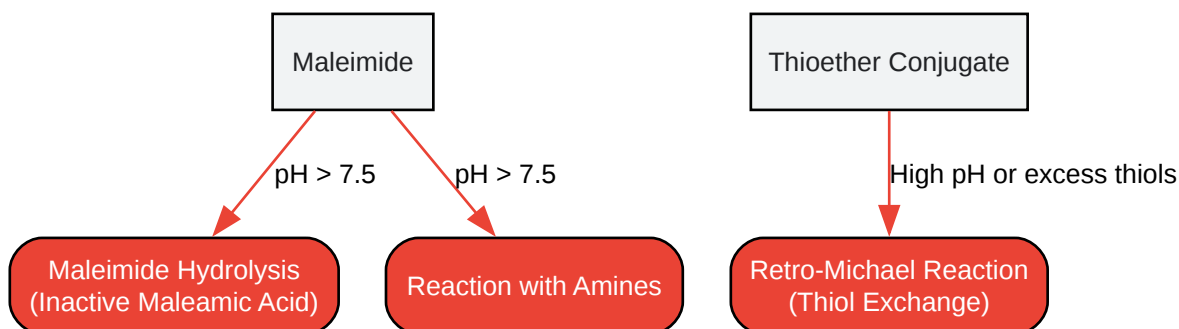 Maleimide
Thioether Conjugate
pH > 7.5
pH > 7.5
High pH or excess thiols
Maleimide Hydrolysis
(Inactive Maleamic Acid)
Reaction with Amines
Retro-Michael Reaction
(Thiol Exchange)